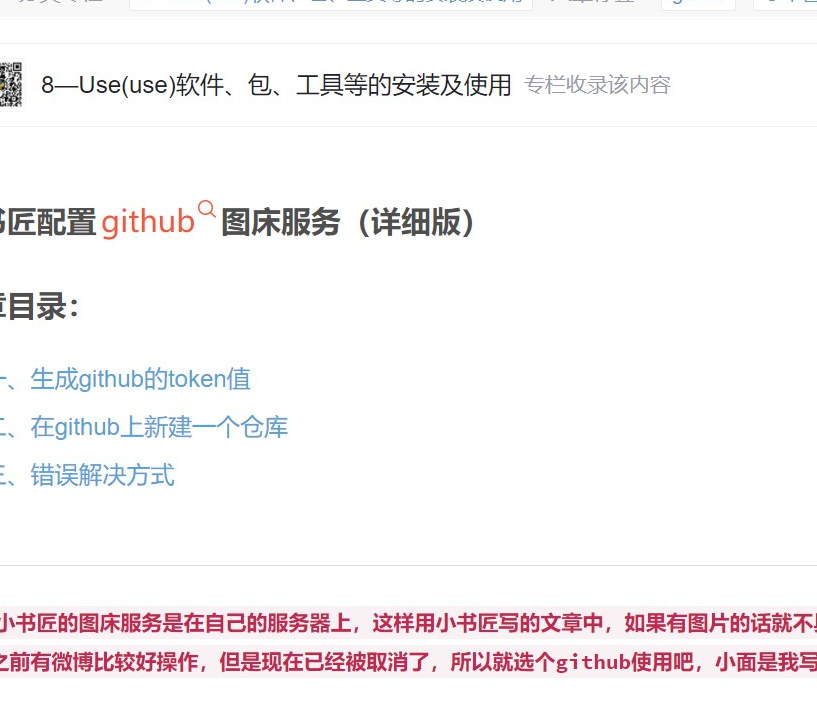 8—Use(use)软件、包、工具等的安装及使用 专栏收录该内容
书匠配置github图床服务（详细版）
章目录：
一、生成github的token值
二、在github上新建一个仓库
三、错误解决方式
小书匠的图床服务是在自己的服务器上，这样用小书匠写的文章中，如果有图片的话就不
之前有微博比较好操作，但是现在已经被取消了，所以就选个github使用吧，小面是我写